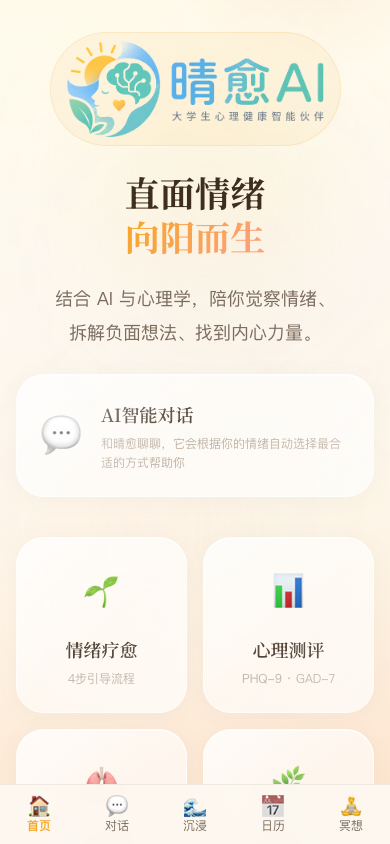 晴愈AI
大学生心理健康智能伙伴
直面情绪
向阳而生
结合 AI 与心理学，陪你觉察情绪、
拆解负面想法、找到内心力量。
AI智能对话
和晴愈聊聊，它会根据你的情绪自动选择最合
适的方式帮助你
情绪疗愈
4步引导流程
心理测评
PHQ-9 · GAD-7
17
首页
对话
沉浸
日历
冥想